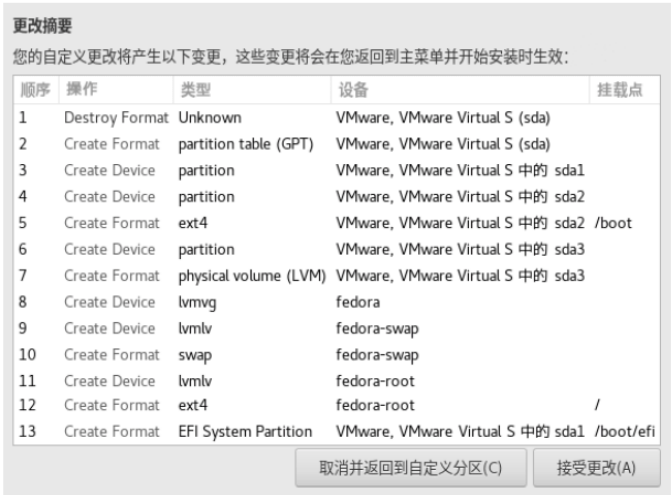 更改摘要
您的自定义更改将产生以下变更，这些变更将会在您返回到主菜单并开始安装时生效：
顺序 操作 类型 设备 挂载点
1 Destroy Format Unknown VMware, VMware Virtual S (sda)
2 Create Format partition table (GPT) VMware, VMware Virtual S (sda)
3 Create Device partition VMware, VMware Virtual S 中的 sda1
4 Create Device partition VMware, VMware Virtual S 中的 sda2
5 Create Format ext4 VMware, VMware Virtual S 中的 sda2 /boot
6 Create Device partition VMware, VMware Virtual S 中的 sda3
7 Create Format physical volume (LVM) VMware, VMware Virtual S 中的 sda3
8 Create Device lvmvg fedora
9 Create Device lvmlv fedora-swap
10 Create Format swap fedora-swap
11 Create Device lvmlv fedora-root
12 Create Format ext4 fedora-root /
13 Create Format EFI System Partition VMware, VMware Virtual S 中的 sda1 /boot/efi
取消并返回到自定义分区(C) 接受更改(A)